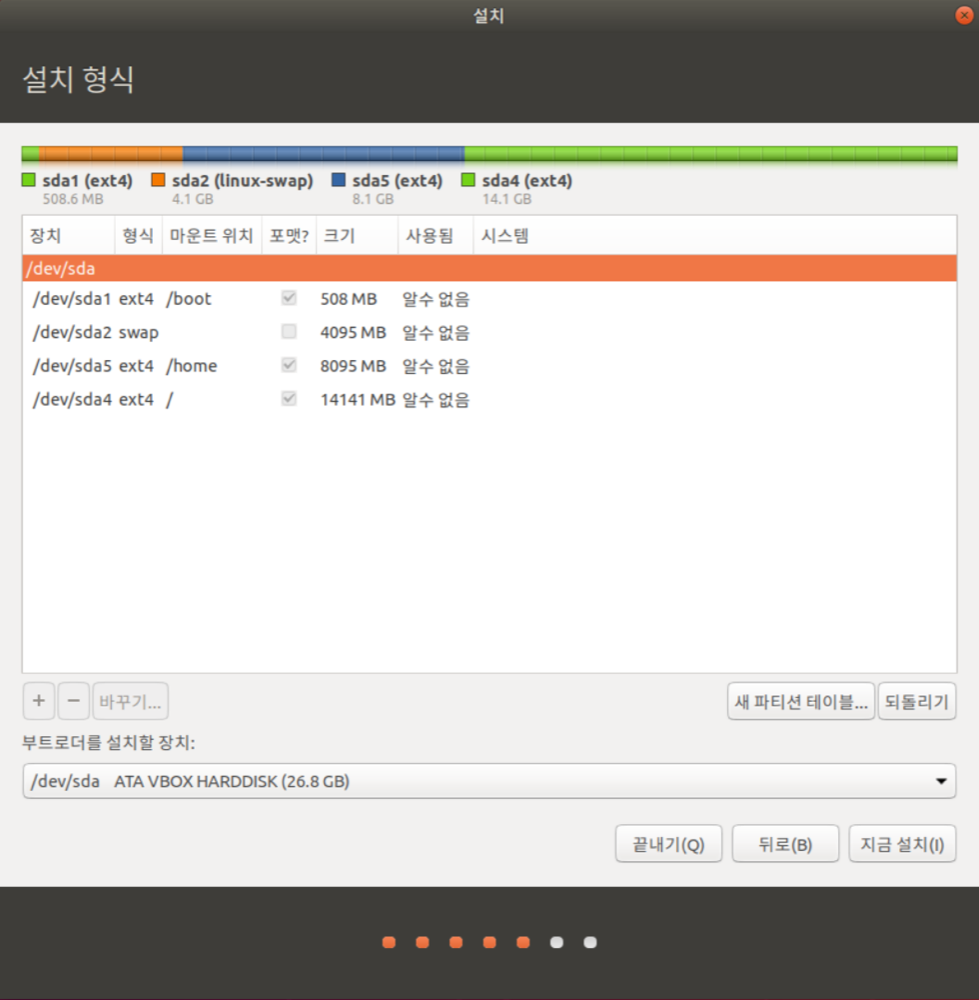 설치
설치 형식
sda1 (ext4) sda2 (linux-swap) sda5 (ext4) sda4 (ext4)
508.6 MB 4.1 GB 8.1 GB 14.1 GB
장치 형식 마운트 위치 포맷? 크기 사용됨 시스템
/dev/sda
/dev/sda1 ext4 /boot 508 MB 알수 없음
/dev/sda2 swap 4095 MB 알수 없음
/dev/sda5 ext4 /home 8095 MB 알수 없음
/dev/sda4 ext4 / 14141 MB 알수 없음
+ − 바꾸기... 새 파티션 테이블... 되돌리기
부트로더를 설치할 장치:
/dev/sda ATA VBOX HARDDISK (26.8 GB)
끝내기(Q) 뒤로(B) 지금 설치(I)